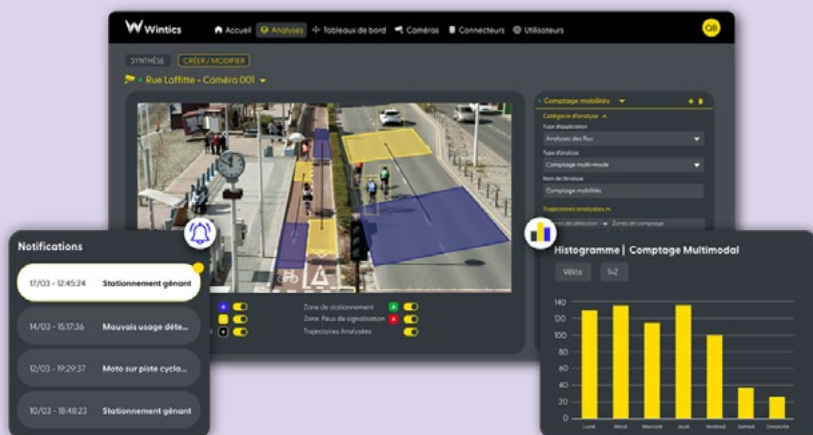 Wintics
Accueil
Analyses
Tableaux de bord
Caméras
Connecteurs
Utilisateurs
QB
SYNTHÈSE
CRÉER / MODIFIER
Rue Laffitte - Caméra 001
Comptage mobilités
Catégorie d'analyse
Type d'application
Analyses des flux
Type d'analyse
Comptage multi-mode
Nom de l'Analyse
Comptage mobilités
Trajectoires analysées
Zones de comptage
Zone de stationnement
Zone Feux de signalisation
Trajectoires Analysées
Notifications
17/03 - 12:45:24 Stationnement gênant
14/03 - 15:17:36 Mauvais usage déte...
12/03 - 19:29:37 Moto sur piste cycla...
10/03 - 18:48:23 Stationnement gênant
Histogramme | Comptage Multimodal
Vélos
1+2
140
120
100
80
60
40
20
0
Lundi Mardi Mercredi Jeudi Vendredi Samedi Dimanche